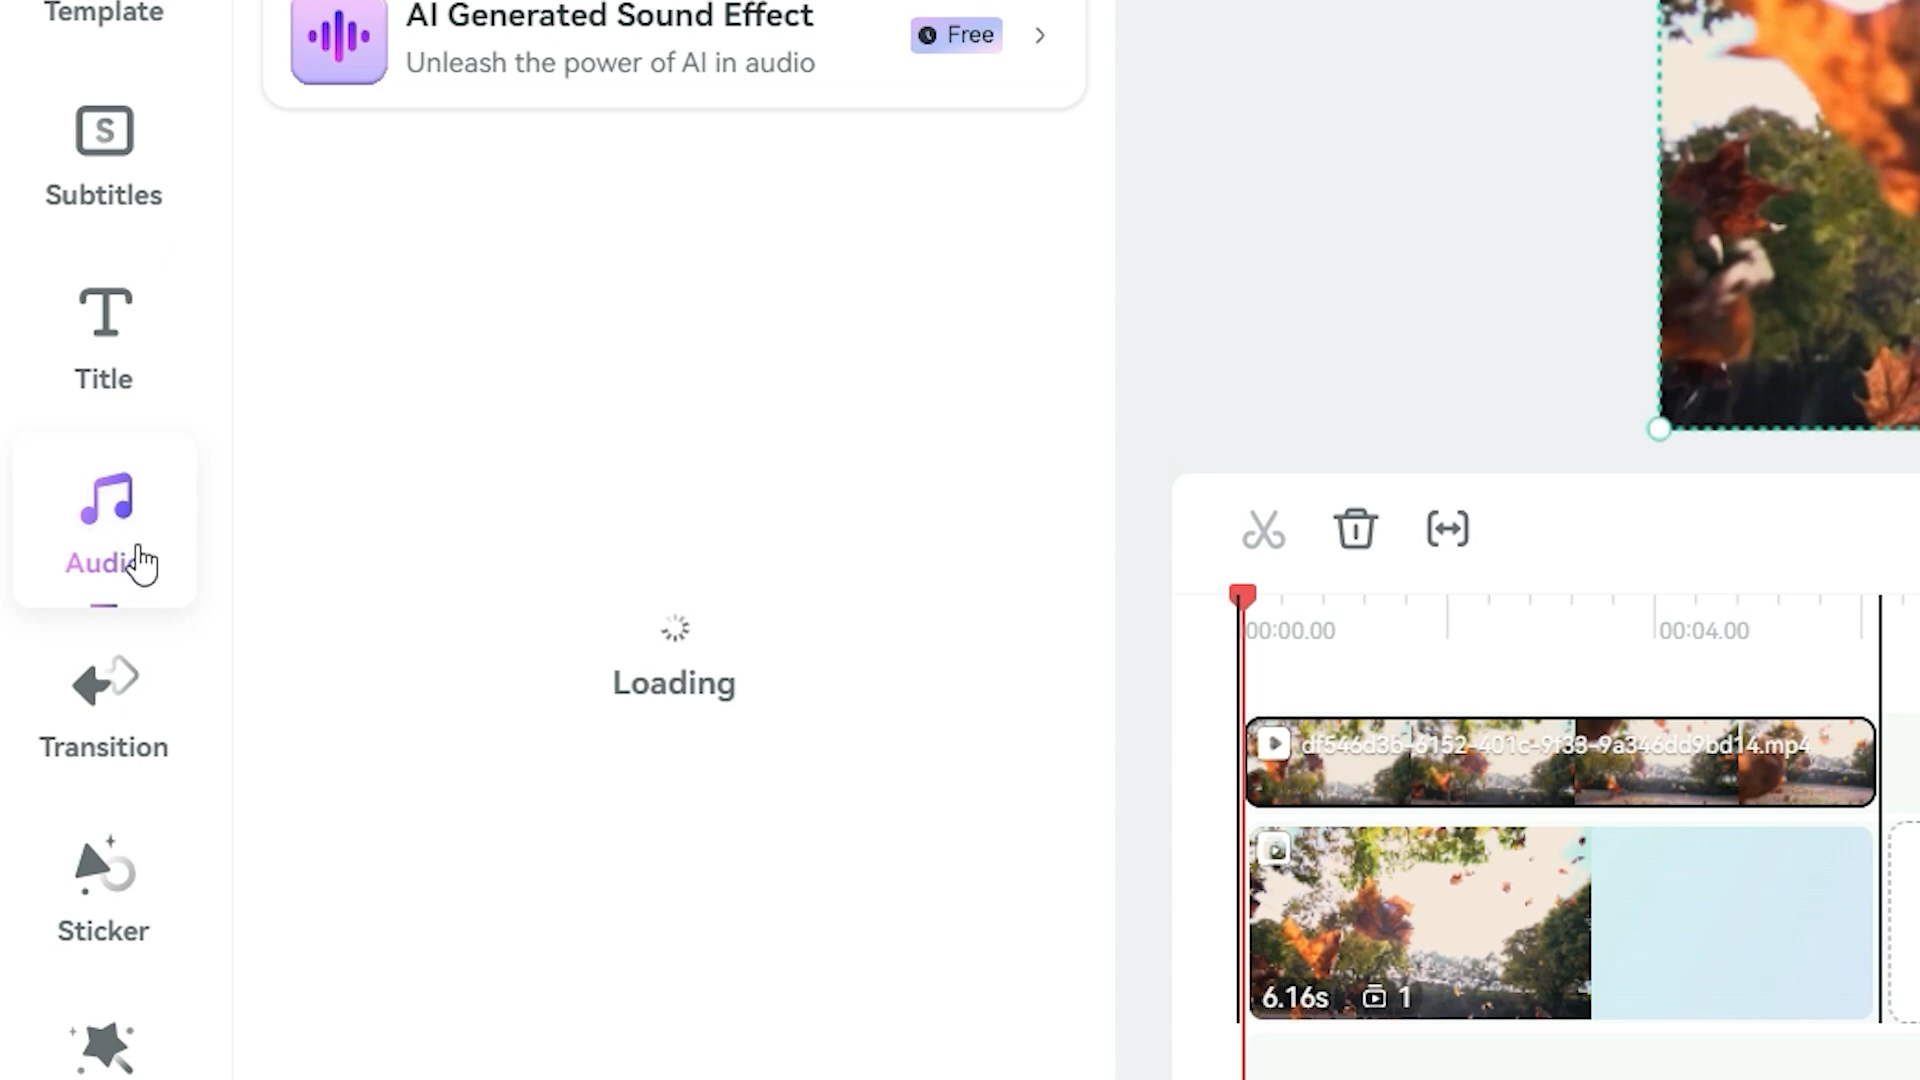 Template
AI Generated Sound Effect
Free
Unleash the power of AI in audio
S
Subtitles
Title
Audio
Loading
Transition
Sticker
00:00.00
00:04.00
df546d3b-6152-401c-9f33-9a346dd9bd14.mp4
6.16s
1